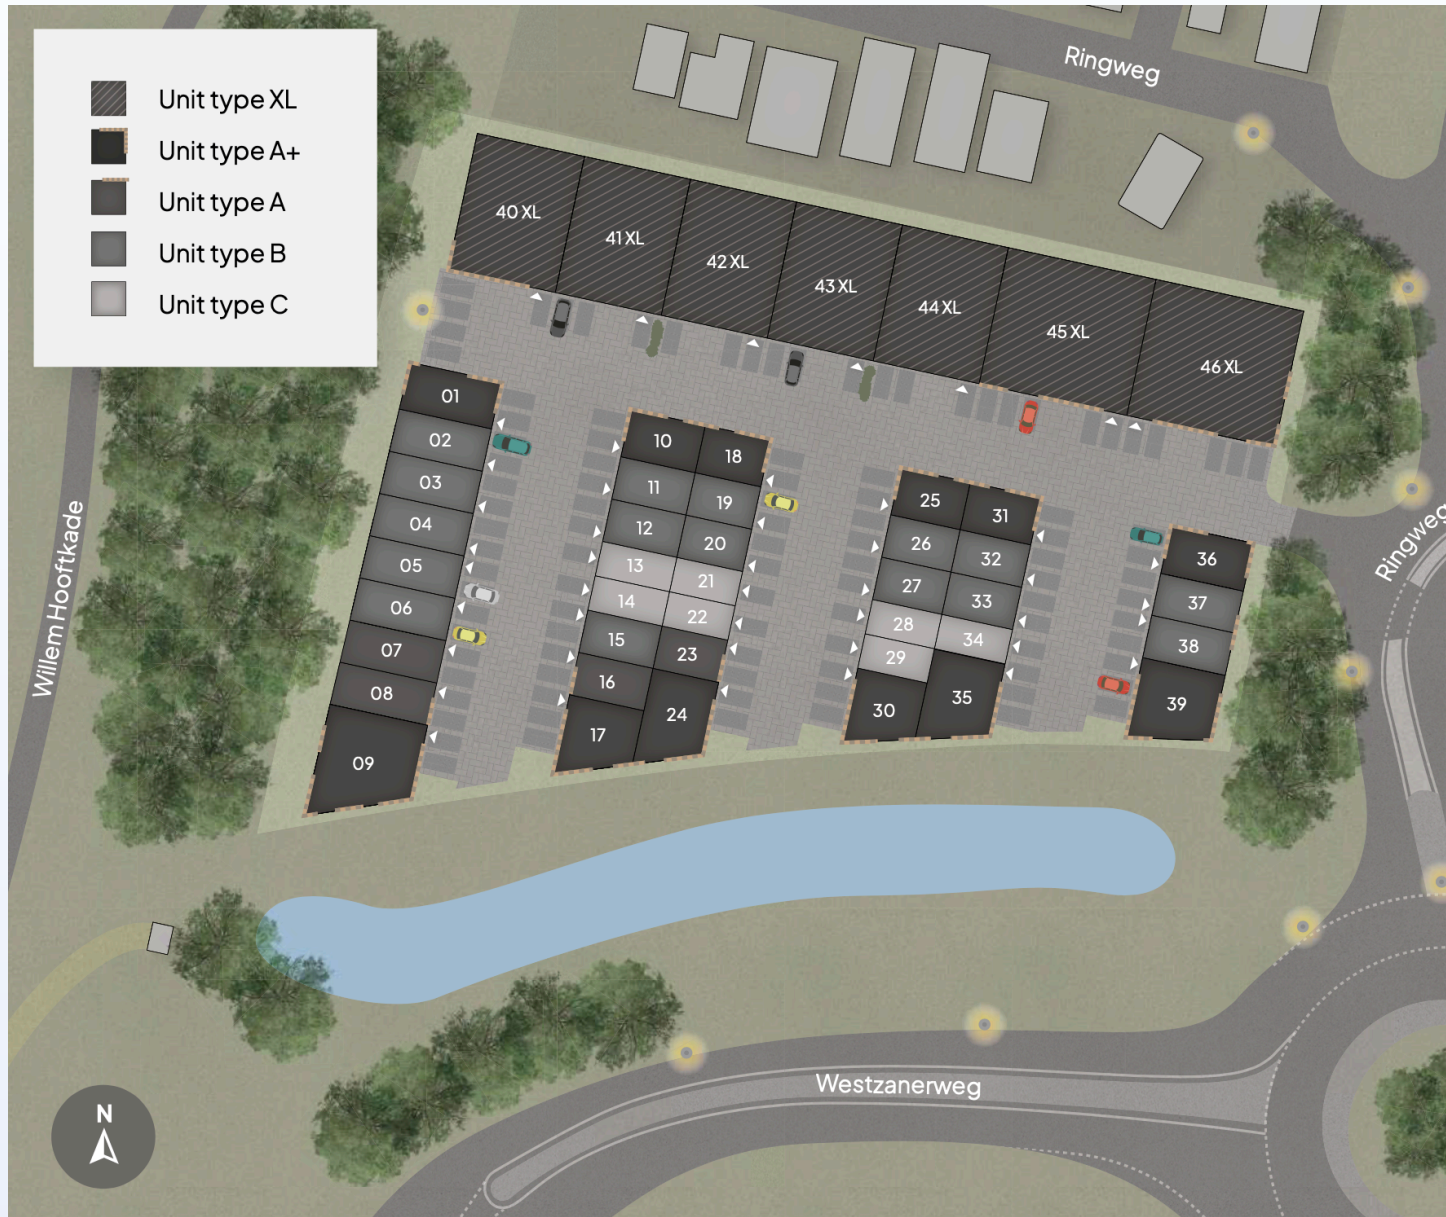 Unit type XL
Unit type A+
Unit type A
Unit type B
Unit type C
Ringweg
40 XL
41 XL
42 XL
43 XL
44 XL
45 XL
46 XL
01
02
03
04
05
06
07
08
09
10
11
12
13
14
15
16
17
18
19
20
21
22
23
24
25
26
27
28
29
30
31
32
33
34
35
36
37
38
39
Willem Hooftkade
Ringweg
Westzanerweg
N